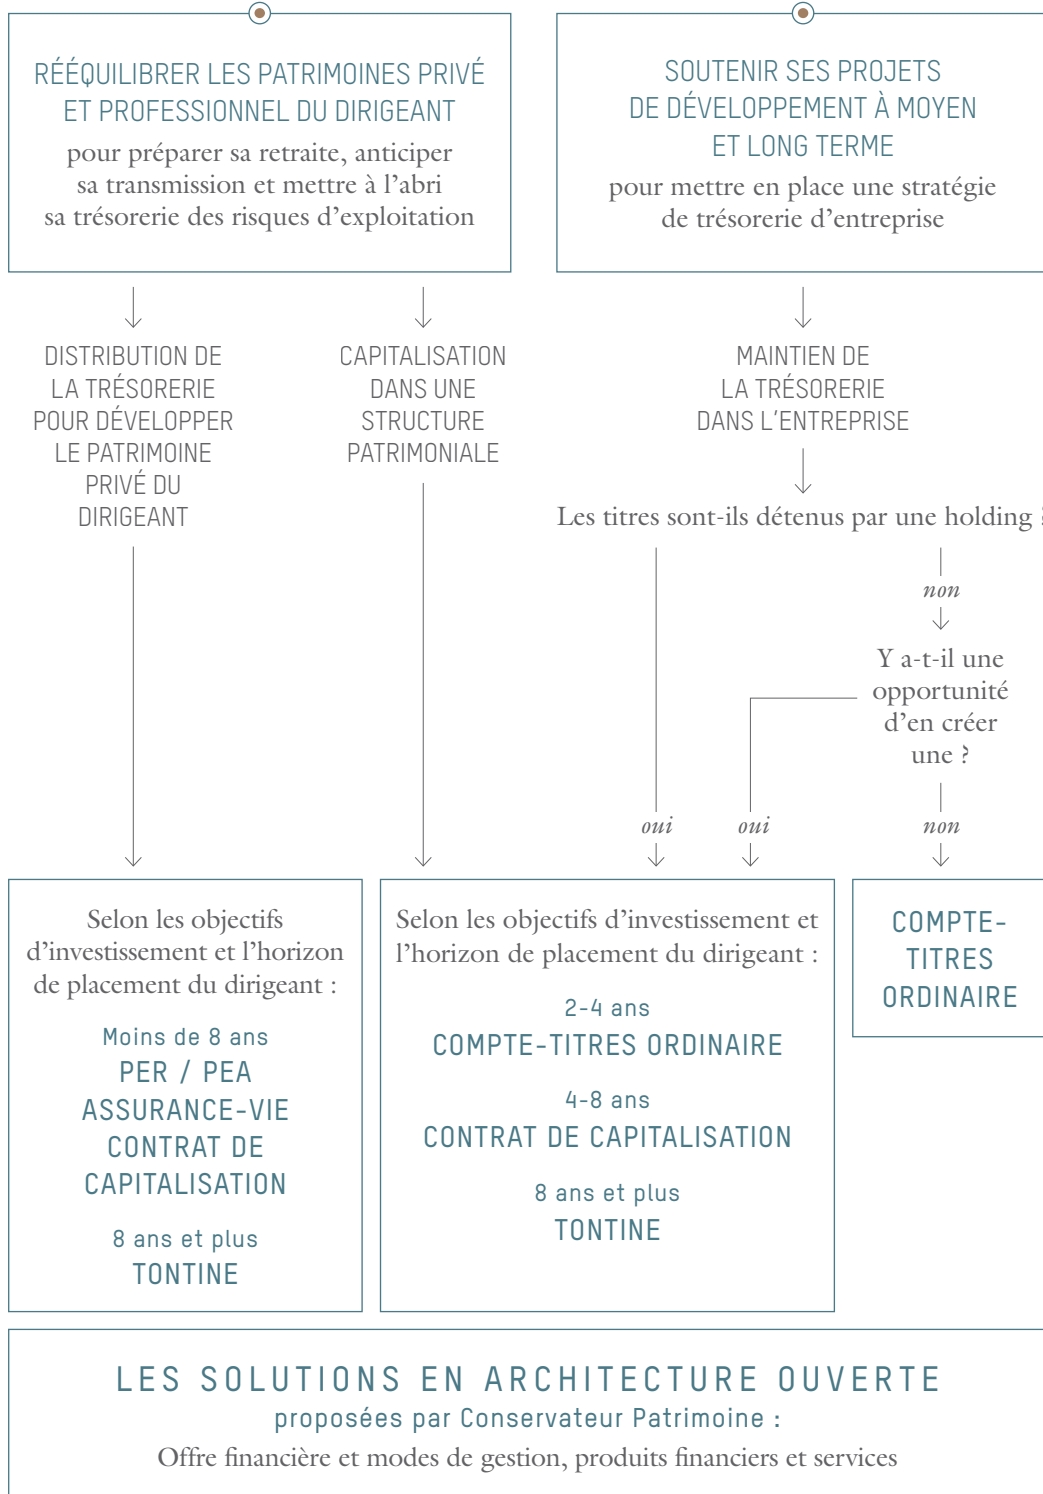 RÉÉQUILIBRER LES PATRIMOINES PRIVÉ
ET PROFESSIONNEL DU DIRIGEANT
pour préparer sa retraite, anticiper
sa transmission et mettre à l'abri
sa trésorerie des risques d'exploitation
SOUTENIR SES PROJETS
DE DÉVELOPPEMENT À MOYEN
ET LONG TERME
pour mettre en place une stratégie
de trésorerie d'entreprise
DISTRIBUTION DE
LA TRÉSORERIE
POUR DÉVELOPPER
LE PATRIMOINE
PRIVÉ DU
DIRIGEANT
CAPITALISATION
DANS UNE
STRUCTURE
PATRIMONIALE
MAINTIEN DE
LA TRÉSORERIE
DANS L'ENTREPRISE
Les titres sont-ils détenus par une holding ?
non
Y a-t-il une
opportunité
d'en créer
une ?
oui
oui
non
Selon les objectifs
d'investissement et l'horizon
de placement du dirigeant :
Moins de 8 ans
PER / PEA
ASSURANCE-VIE
CONTRAT DE
CAPITALISATION
8 ans et plus
TONTINE
Selon les objectifs d'investissement et
l'horizon de placement du dirigeant :
2-4 ans
COMPTE-TITRES ORDINAIRE
4-8 ans
CONTRAT DE CAPITALISATION
8 ans et plus
TONTINE
COMPTE-
TITRES
ORDINAIRE
LES SOLUTIONS EN ARCHITECTURE OUVERTE
proposées par Conservateur Patrimoine :
Offre financière et modes de gestion, produits financiers et services